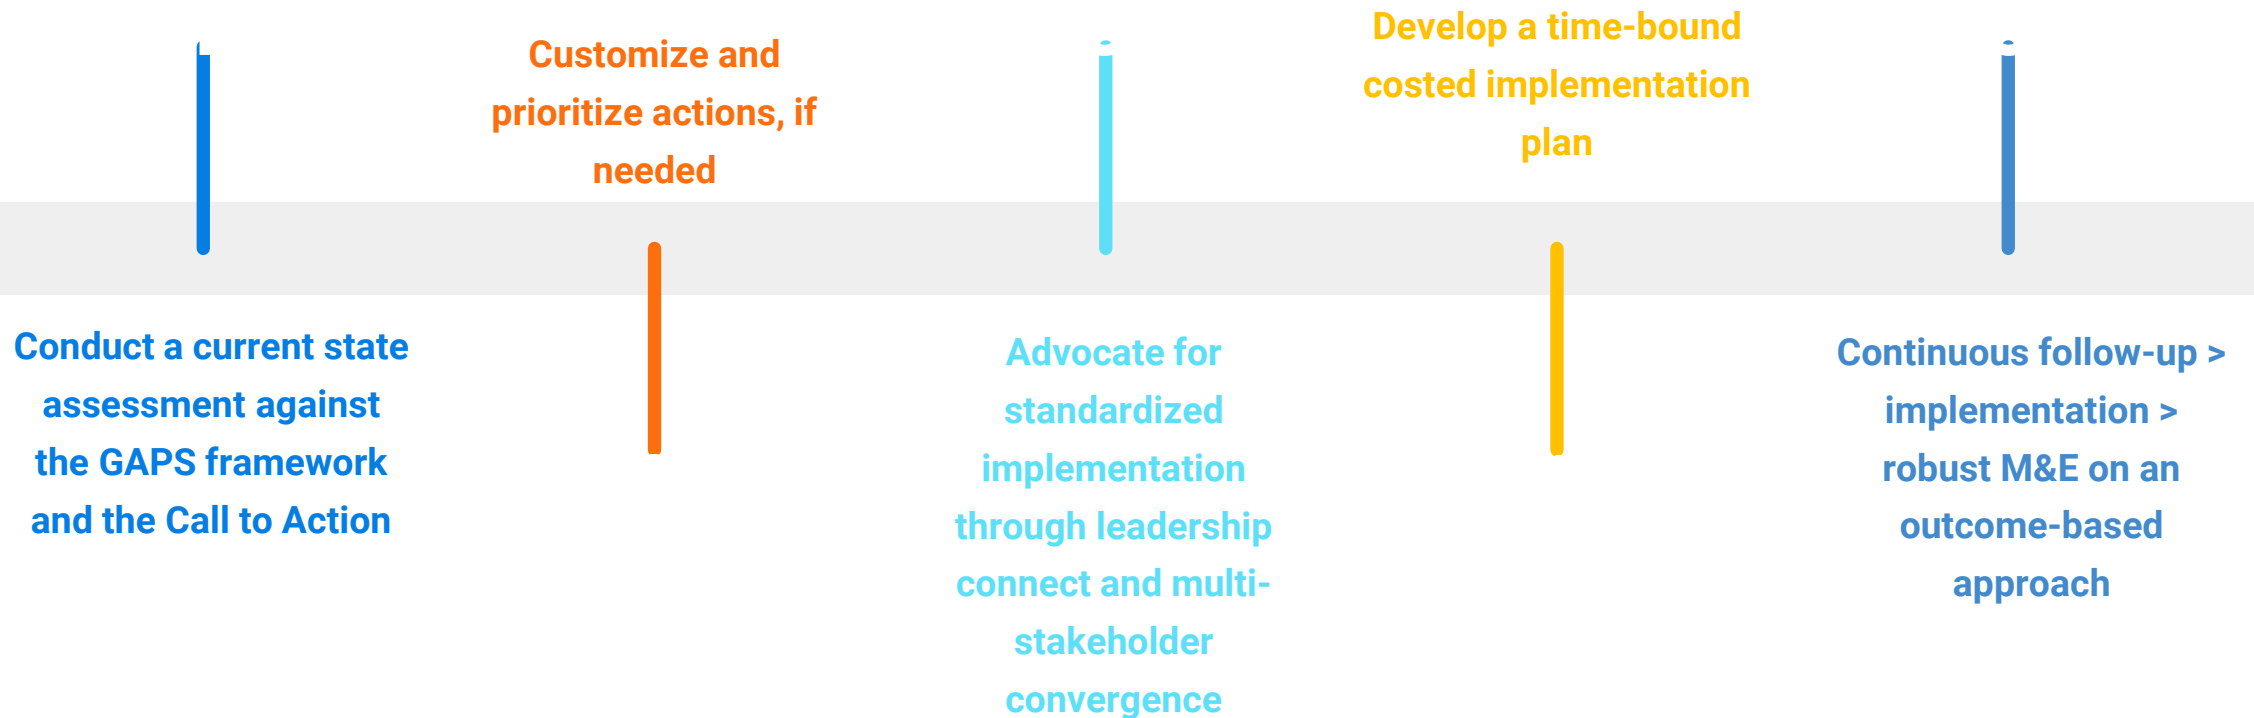 Conduct a current state
assessment against
the GAPS framework
and the Call to Action
Customize and
prioritize actions, if
needed
Advocate for
standardized
implementation
through leadership
connect and multi-
stakeholder
convergence
Develop a time-bound
costed implementation
plan
Continuous follow-up >
implementation >
robust M&E on an
outcome-based
approach